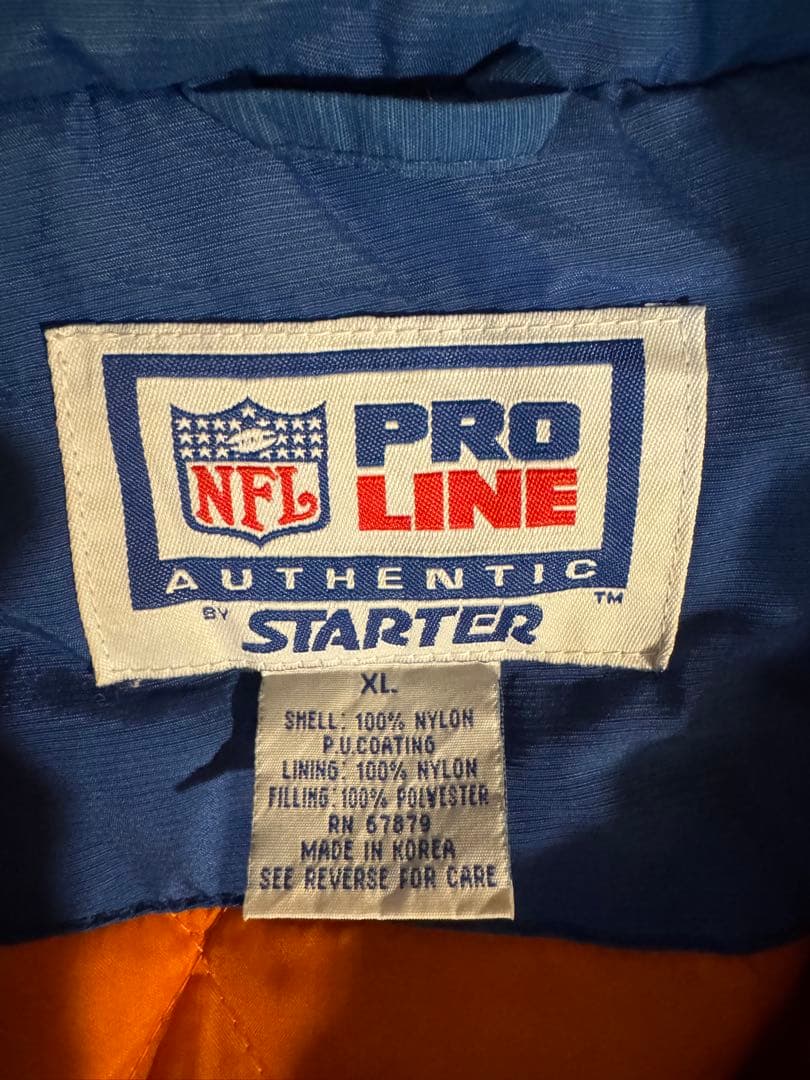 NFL
PRO
LINE
AUTHENTIC
BY STARTER TM
XL
SHELL: 100% NYLON
P.U.COATING
LINING: 100% NYLON
FILLING: 100% POLYESTER
RN 67879
MADE IN KOREA
SEE REVERSE FOR CARE